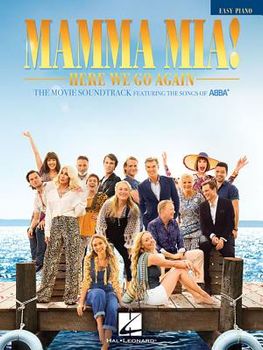 EASY PIANO
MAMMA MIA!
HERE WE GO AGAIN
THE MOVIE SOUNDTRACK FEATURING THE SONGS OF ABBA®
HAL•LEONARD®